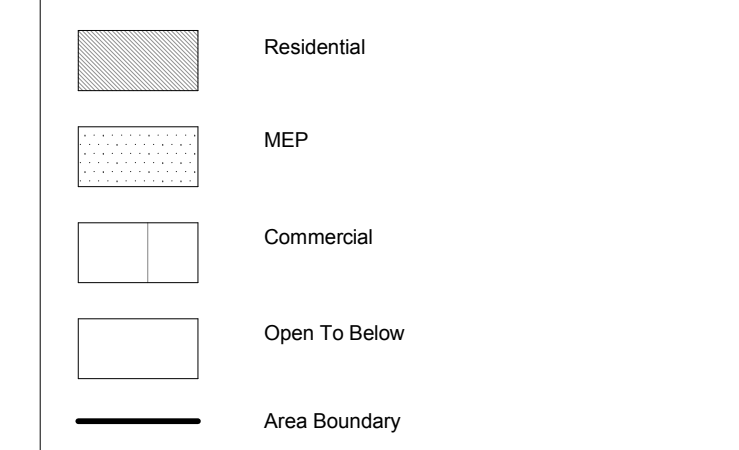 Residential
MEP
Commercial
Open To Below
Area Boundary